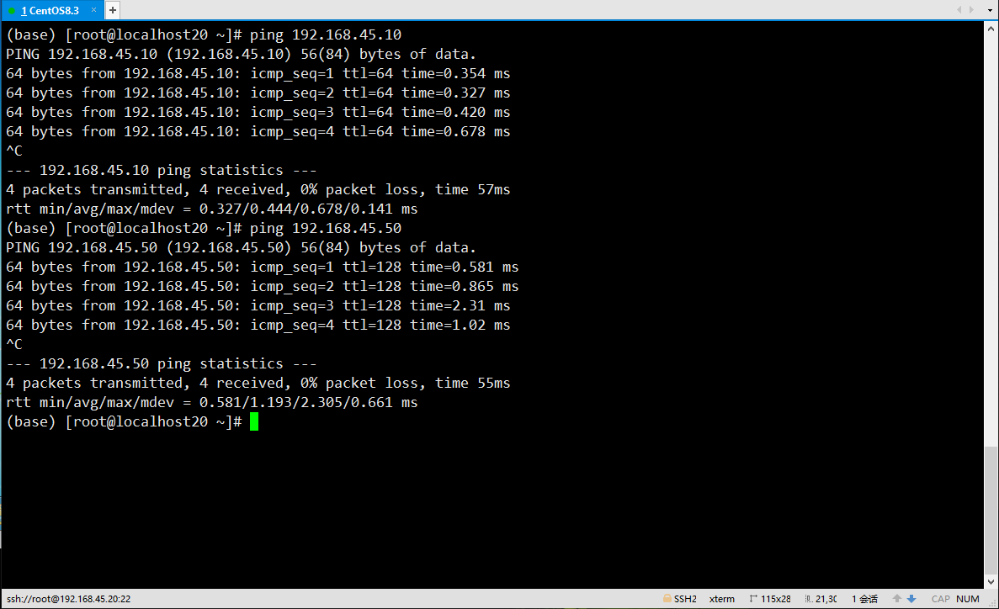 1 CentOS8.3 × +
(base) [root@localhost20 ~]# ping 192.168.45.10
PING 192.168.45.10 (192.168.45.10) 56(84) bytes of data.
64 bytes from 192.168.45.10: icmp_seq=1 ttl=64 time=0.354 ms
64 bytes from 192.168.45.10: icmp_seq=2 ttl=64 time=0.327 ms
64 bytes from 192.168.45.10: icmp_seq=3 ttl=64 time=0.420 ms
64 bytes from 192.168.45.10: icmp_seq=4 ttl=64 time=0.678 ms
^C
--- 192.168.45.10 ping statistics ---
4 packets transmitted, 4 received, 0% packet loss, time 57ms
rtt min/avg/max/mdev = 0.327/0.444/0.678/0.141 ms
(base) [root@localhost20 ~]# ping 192.168.45.50
PING 192.168.45.50 (192.168.45.50) 56(84) bytes of data.
64 bytes from 192.168.45.50: icmp_seq=1 ttl=128 time=0.581 ms
64 bytes from 192.168.45.50: icmp_seq=2 ttl=128 time=0.865 ms
64 bytes from 192.168.45.50: icmp_seq=3 ttl=128 time=2.31 ms
64 bytes from 192.168.45.50: icmp_seq=4 ttl=128 time=1.02 ms
^C
--- 192.168.45.50 ping statistics ---
4 packets transmitted, 4 received, 0% packet loss, time 55ms
rtt min/avg/max/mdev = 0.581/1.193/2.305/0.661 ms
(base) [root@localhost20 ~]#
ssh://root@192.168.45.20:22 SSH2 xterm 115x28 21,30 1 会话 CAP NUM